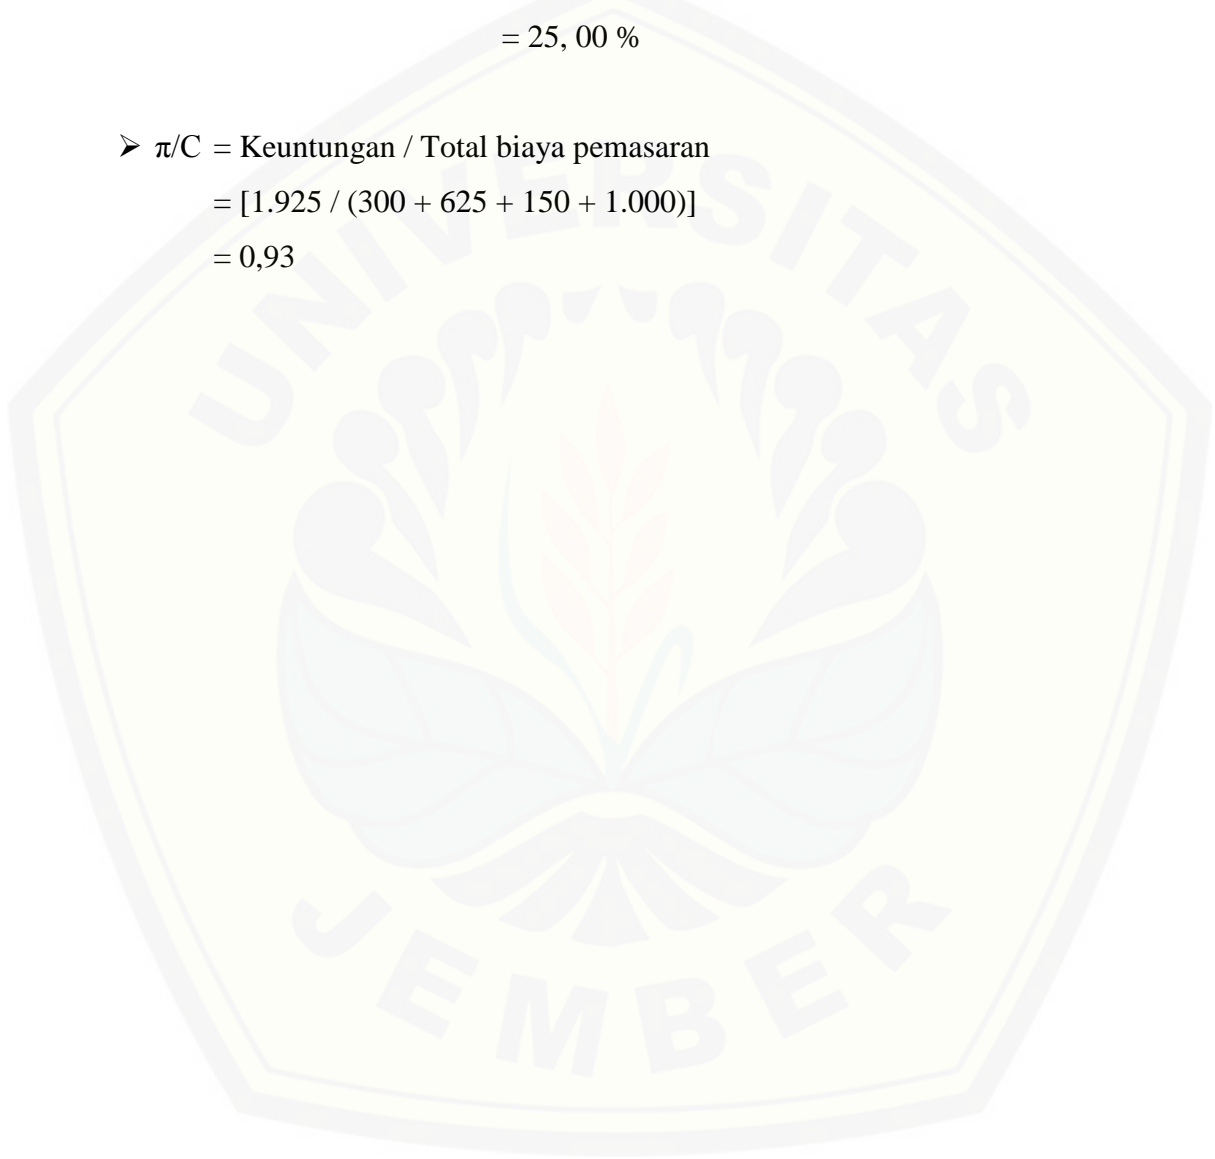 = 25, 00 %
➢ π/C = Keuntungan / Total biaya pemasaran
= [1.925 / (300 + 625 + 150 + 1.000)]
= 0,93
UNIVERSITAS
JEMBER